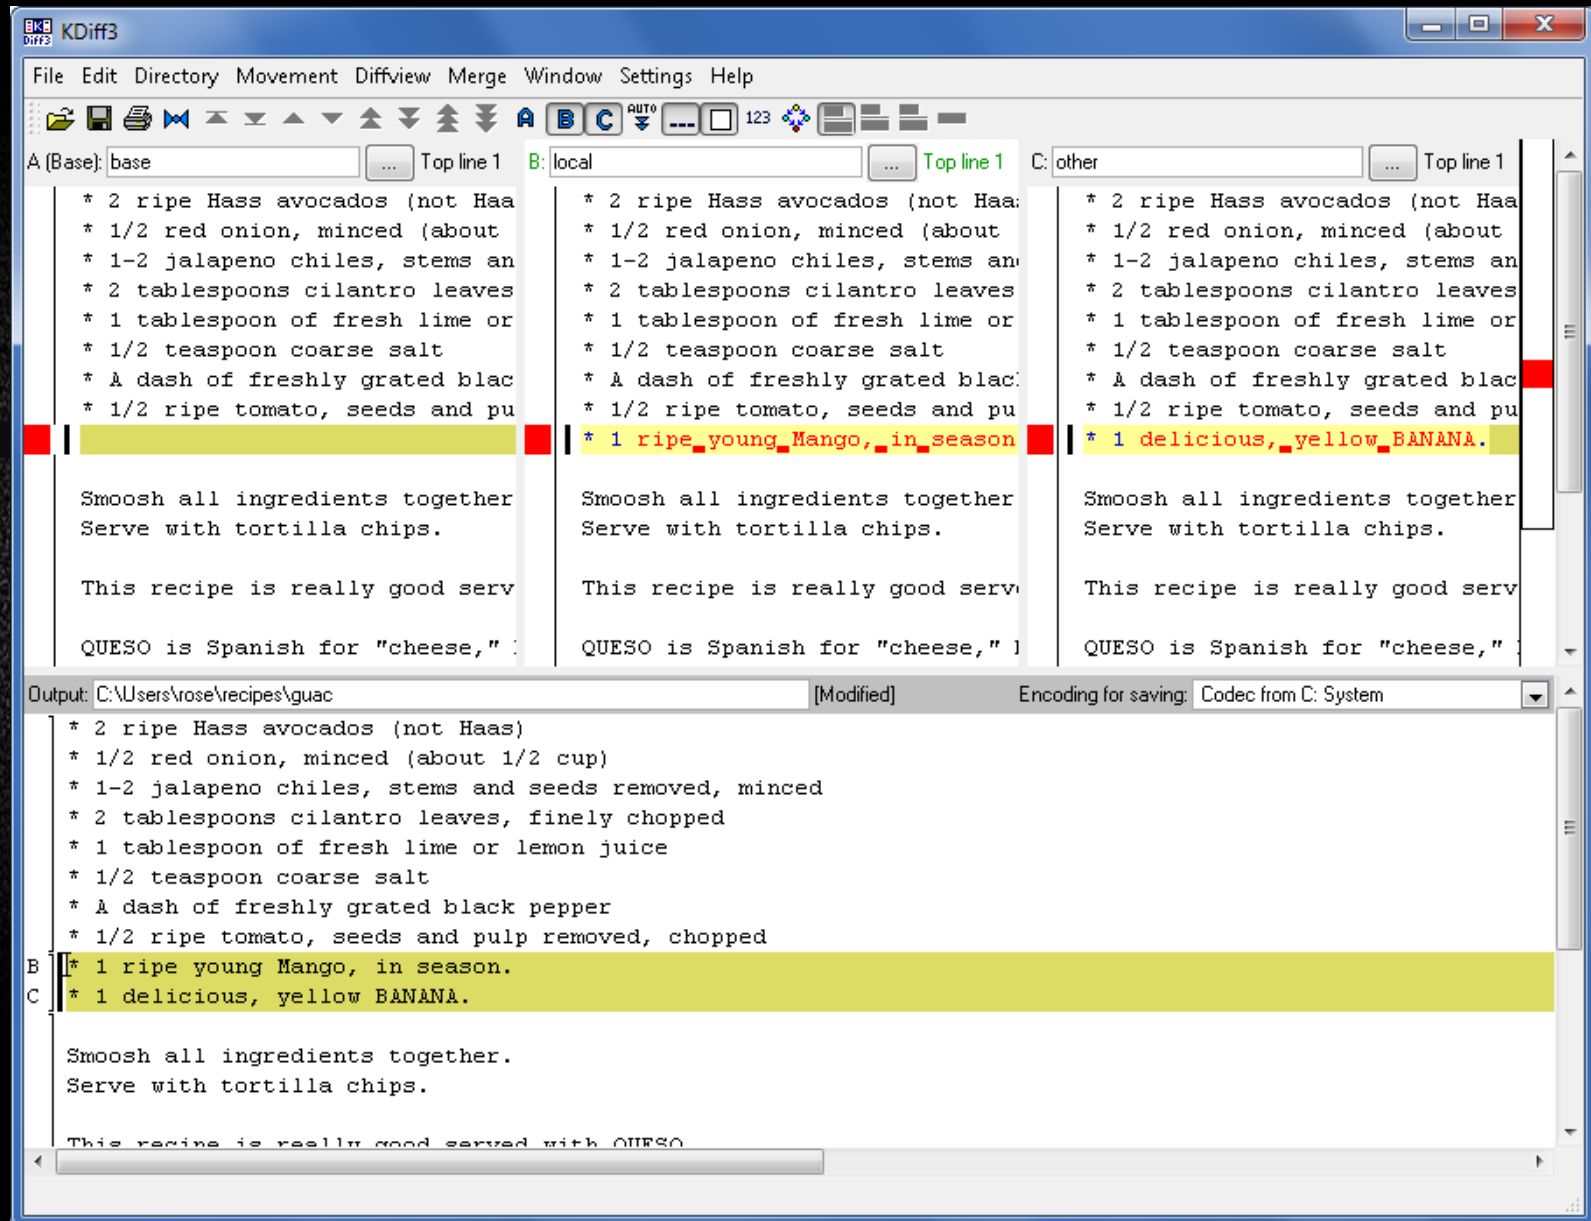 KDiff3
File Edit Directory Movement Diffview Merge Window Settings Help
A B C AUTO 123
A (Base): base ... Top line 1
* 2 ripe Hass avocados (not Haa
* 1/2 red onion, minced (about
* 1-2 jalapeno chiles, stems an
* 2 tablespoons cilantro leaves
* 1 tablespoon of fresh lime or
* 1/2 teaspoon coarse salt
* A dash of freshly grated blac
* 1/2 ripe tomato, seeds and pu
Smoosh all ingredients together
Serve with tortilla chips.
This recipe is really good serv
QUESO is Spanish for "cheese,"
B: local ... Top line 1
* 2 ripe Hass avocados (not Haa
* 1/2 red onion, minced (about
* 1-2 jalapeno chiles, stems an
* 2 tablespoons cilantro leaves
* 1 tablespoon of fresh lime or
* 1/2 teaspoon coarse salt
* A dash of freshly grated blac
* 1/2 ripe tomato, seeds and pu
* 1 ripe young Mango, in season
Smoosh all ingredients together
Serve with tortilla chips.
This recipe is really good serv
QUESO is Spanish for "cheese,"
C: other ... Top line 1
* 2 ripe Hass avocados (not Haa
* 1/2 red onion, minced (about
* 1-2 jalapeno chiles, stems an
* 2 tablespoons cilantro leaves
* 1 tablespoon of fresh lime or
* 1/2 teaspoon coarse salt
* A dash of freshly grated blac
* 1/2 ripe tomato, seeds and pu
* 1 delicious, yellow BANANA.
Smoosh all ingredients together
Serve with tortilla chips.
This recipe is really good serv
QUESO is Spanish for "cheese,"
Output: C:\Users\rose\recipes\guac [Modified] Encoding for saving: Codec from C: System
* 2 ripe Hass avocados (not Haas)
* 1/2 red onion, minced (about 1/2 cup)
* 1-2 jalapeno chiles, stems and seeds removed, minced
* 2 tablespoons cilantro leaves, finely chopped
* 1 tablespoon of fresh lime or lemon juice
* 1/2 teaspoon coarse salt
* A dash of freshly grated black pepper
* 1/2 ripe tomato, seeds and pulp removed, chopped
B * 1 ripe young Mango, in season.
C * 1 delicious, yellow BANANA.
Smoosh all ingredients together.
Serve with tortilla chips.
This recipe is really good served with QUESO